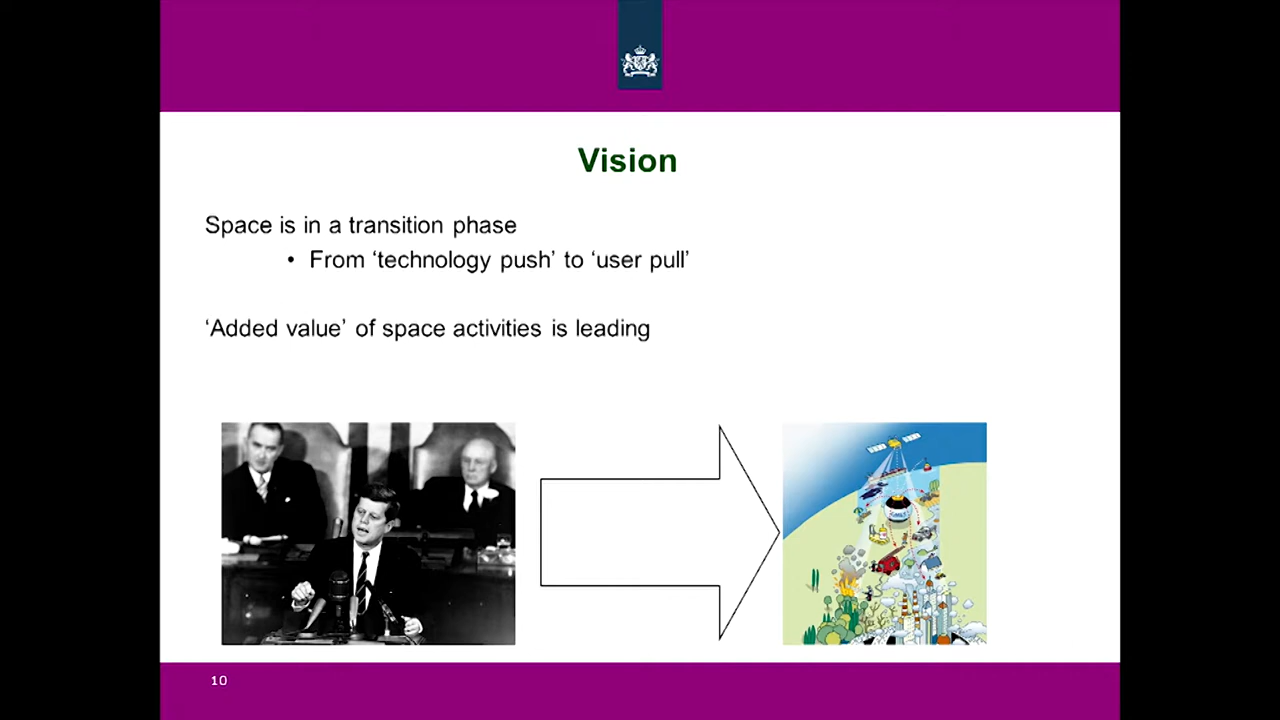 Vision
Space is in a transition phase
• From ‘technology push’ to ‘user pull’
‘Added value’ of space activities is leading
10